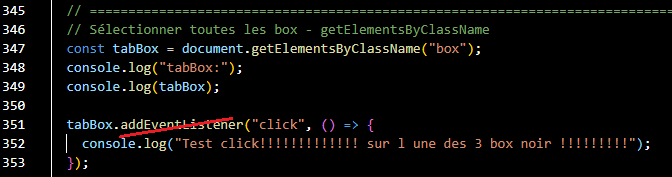 345 // ================================================================================
346 // Sélectionner toutes les box - getElementsByClassName
347 const tabBox = document.getElementsByClassName("box");
348 console.log("tabBox:");
349 console.log(tabBox);
350
351 tabBox.addEventListener("click", () => {
352 console.log("Test click!!!!!!!!!!!!! sur l une des 3 box noir !!!!!!!!!");
353 });